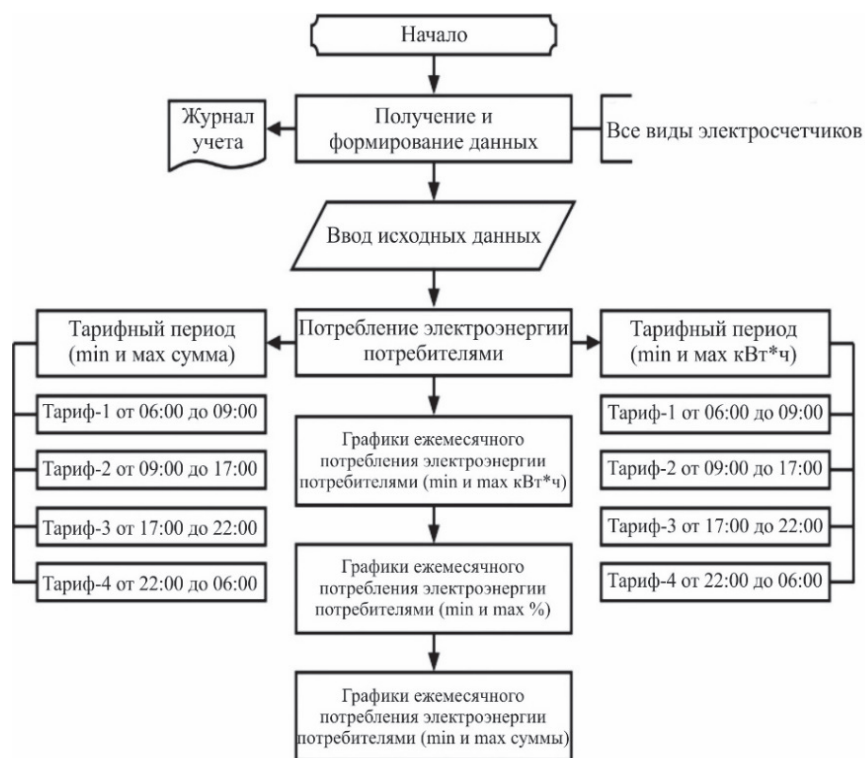 Начало
Журнал
учета
Получение и
формирование данных
Все виды электросчетчиков
Ввод исходных данных
Тарифный период
(min и max сумма)
Потребление электроэнергии
потребителями
Тарифный период
(min и max кВт*ч)
Тариф-1 от 06:00 до 09:00
Тариф-2 от 09:00 до 17:00
Тариф-3 от 17:00 до 22:00
Тариф-4 от 22:00 до 06:00
Графики ежемесячного
потребления электроэнергии
потребителями (min и max кВт*ч)
Графики ежемесячного
потребления электроэнергии
потребителями (min и max %)
Графики ежемесячного
потребления электроэнергии
потребителями (min и max суммы)
Тариф-1 от 06:00 до 09:00
Тариф-2 от 09:00 до 17:00
Тариф-3 от 17:00 до 22:00
Тариф-4 от 22:00 до 06:00